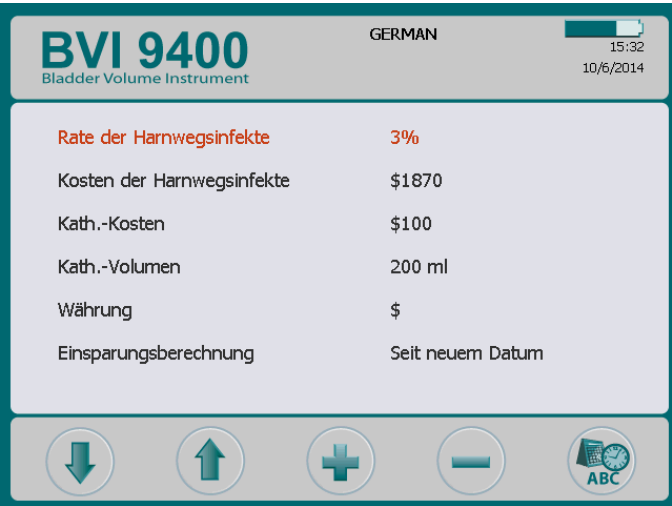 BVI 9400
Bladder Volume Instrument
GERMAN
15:32
10/6/2014
Rate der Harnwegsinfekte 3%
Kosten der Harnwegsinfekte $1870
Kath.-Kosten $100
Kath.-Volumen 200 ml
Währung $
Einsparungsberechnung Seit neuem Datum
ABC